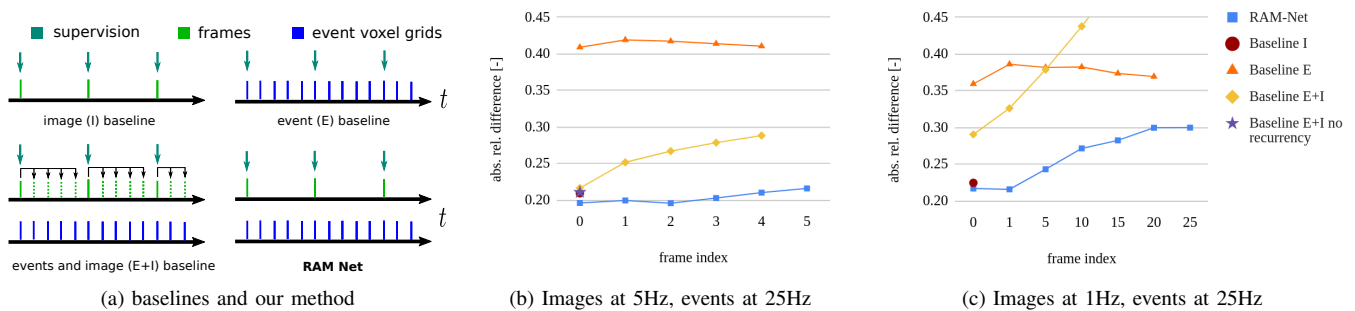 supervision frames event voxel grids
image (I) baseline
t
event (E) baseline
events and image (E+I) baseline
t
RAM Net
(a) baselines and our method
abs. rel. difference [-]
0.45
0.40
0.35
0.30
0.25
0.20
0 1 2 3 4 5
frame index
(b) Images at 5Hz, events at 25Hz
abs. rel. difference [-]
0.45
0.40
0.35
0.30
0.25
0.20
0 1 5 10 15 20 25
frame index
RAM-Net
Baseline I
Baseline E
Baseline E+I
Baseline E+I no
recurrency
(c) Images at 1Hz, events at 25Hz